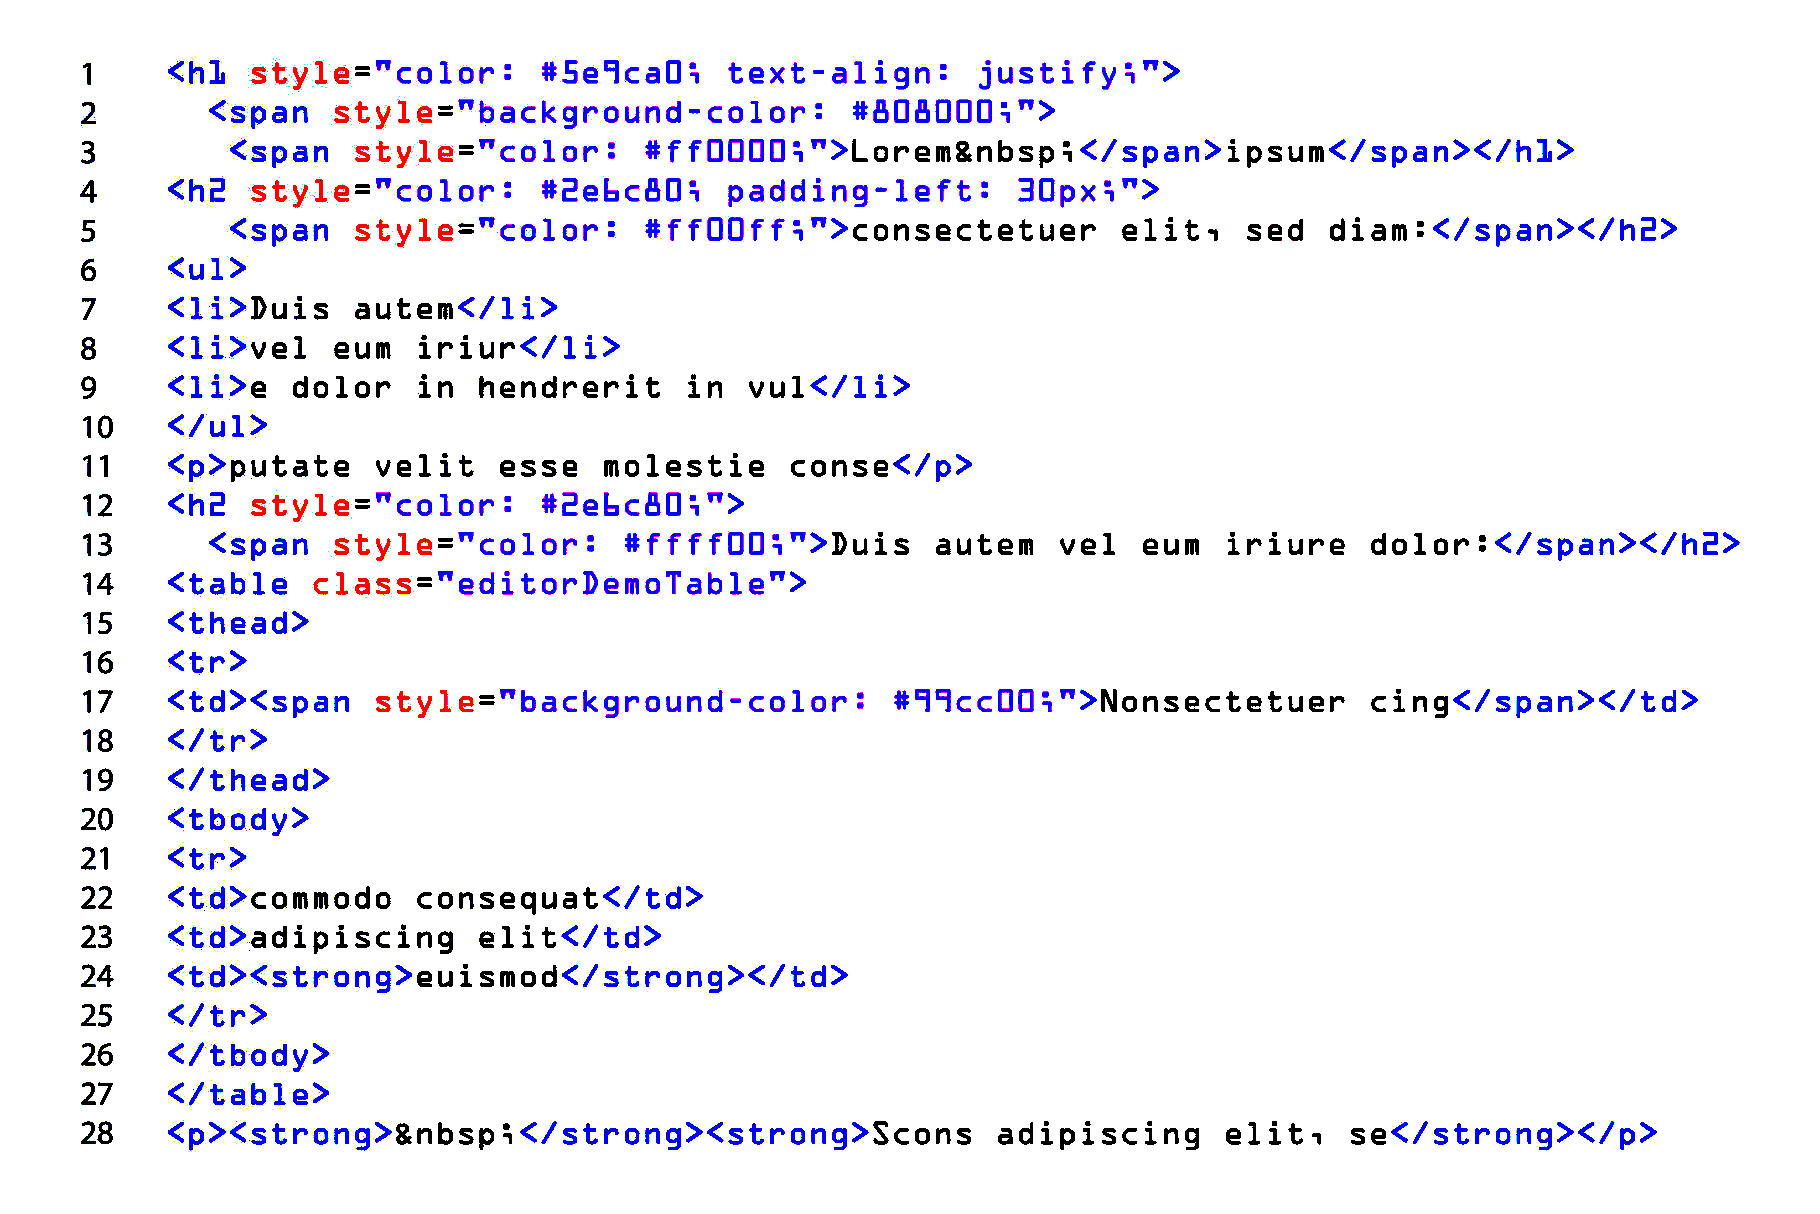 1 <h1 style="color: #5e9ca0; text-align: justify;">
2 <span style="background-color: #808000;">
3 <span style="color: #ff0000;">Lorem&nbsp;</span>ipsum</span></h1>
4 <h2 style="color: #2e6c80; padding-left: 30px;">
5 <span style="color: #ff00ff;">consectetuer elit, sed diam:</span></h2>
6 <ul>
7 <li>Duis autem</li>
8 <li>vel eum iriur</li>
9 <li>e dolor in hendrerit in vul</li>
10 </ul>
11 <p>putate velit esse molestie conse</p>
12 <h2 style="color: #2e6c80;">
13 <span style="color: #ffff00;">Duis autem vel eum iriure dolor:</span></h2>
14 <table class="editorDemoTable">
15 <thead>
16 <tr>
17 <td><span style="background-color: #99cc00;">Nonsectetuer cing</span></td>
18 </tr>
19 </thead>
20 <tbody>
21 <tr>
22 <td>commodo consequat</td>
23 <td>adipiscing elit</td>
24 <td><strong>euismod</strong></td>
25 </tr>
26 </tbody>
27 </table>
28 <p><strong>&nbsp;</strong><strong>Scons adipiscing elit, se</strong></p>